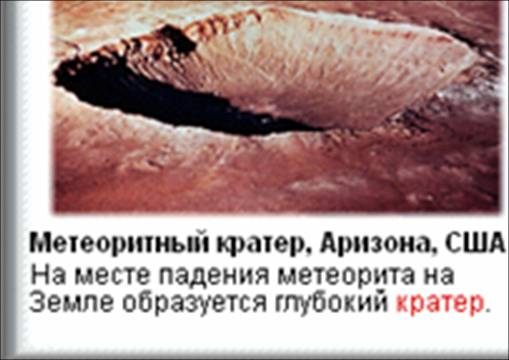 Метеоритный кратер, Аризона, США
На месте падения метеорита на
Земле образуется глубокий кратер.